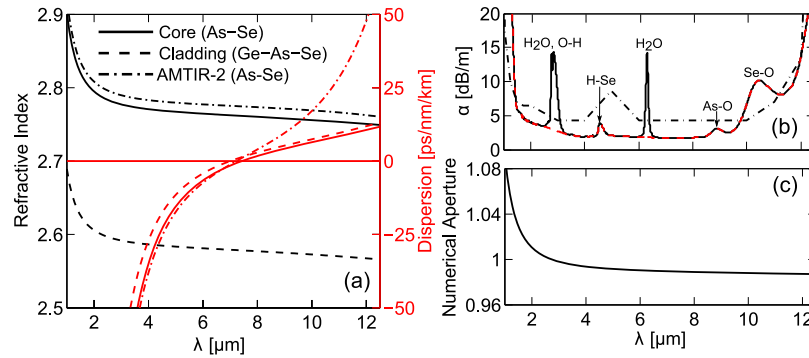 2.9
2.8
2.7
2.6
2.5
Refractive Index
Core (As−Se)
Cladding (Ge−As−Se)
AMTIR-2 (As-Se)
(a)
50
25
0
−25
−50
Dispersion [ps/nm/km]
2 4 6 8 10 12
λ [μm]
20
15
10
5
0
α [dB/m]
H2O, O-H
H-Se
H2O
As-O
Se-O
(b)
1.08
1.04
1
0.96
Numerical Aperture
(c)
2 4 6 8 10 12
λ [μm]